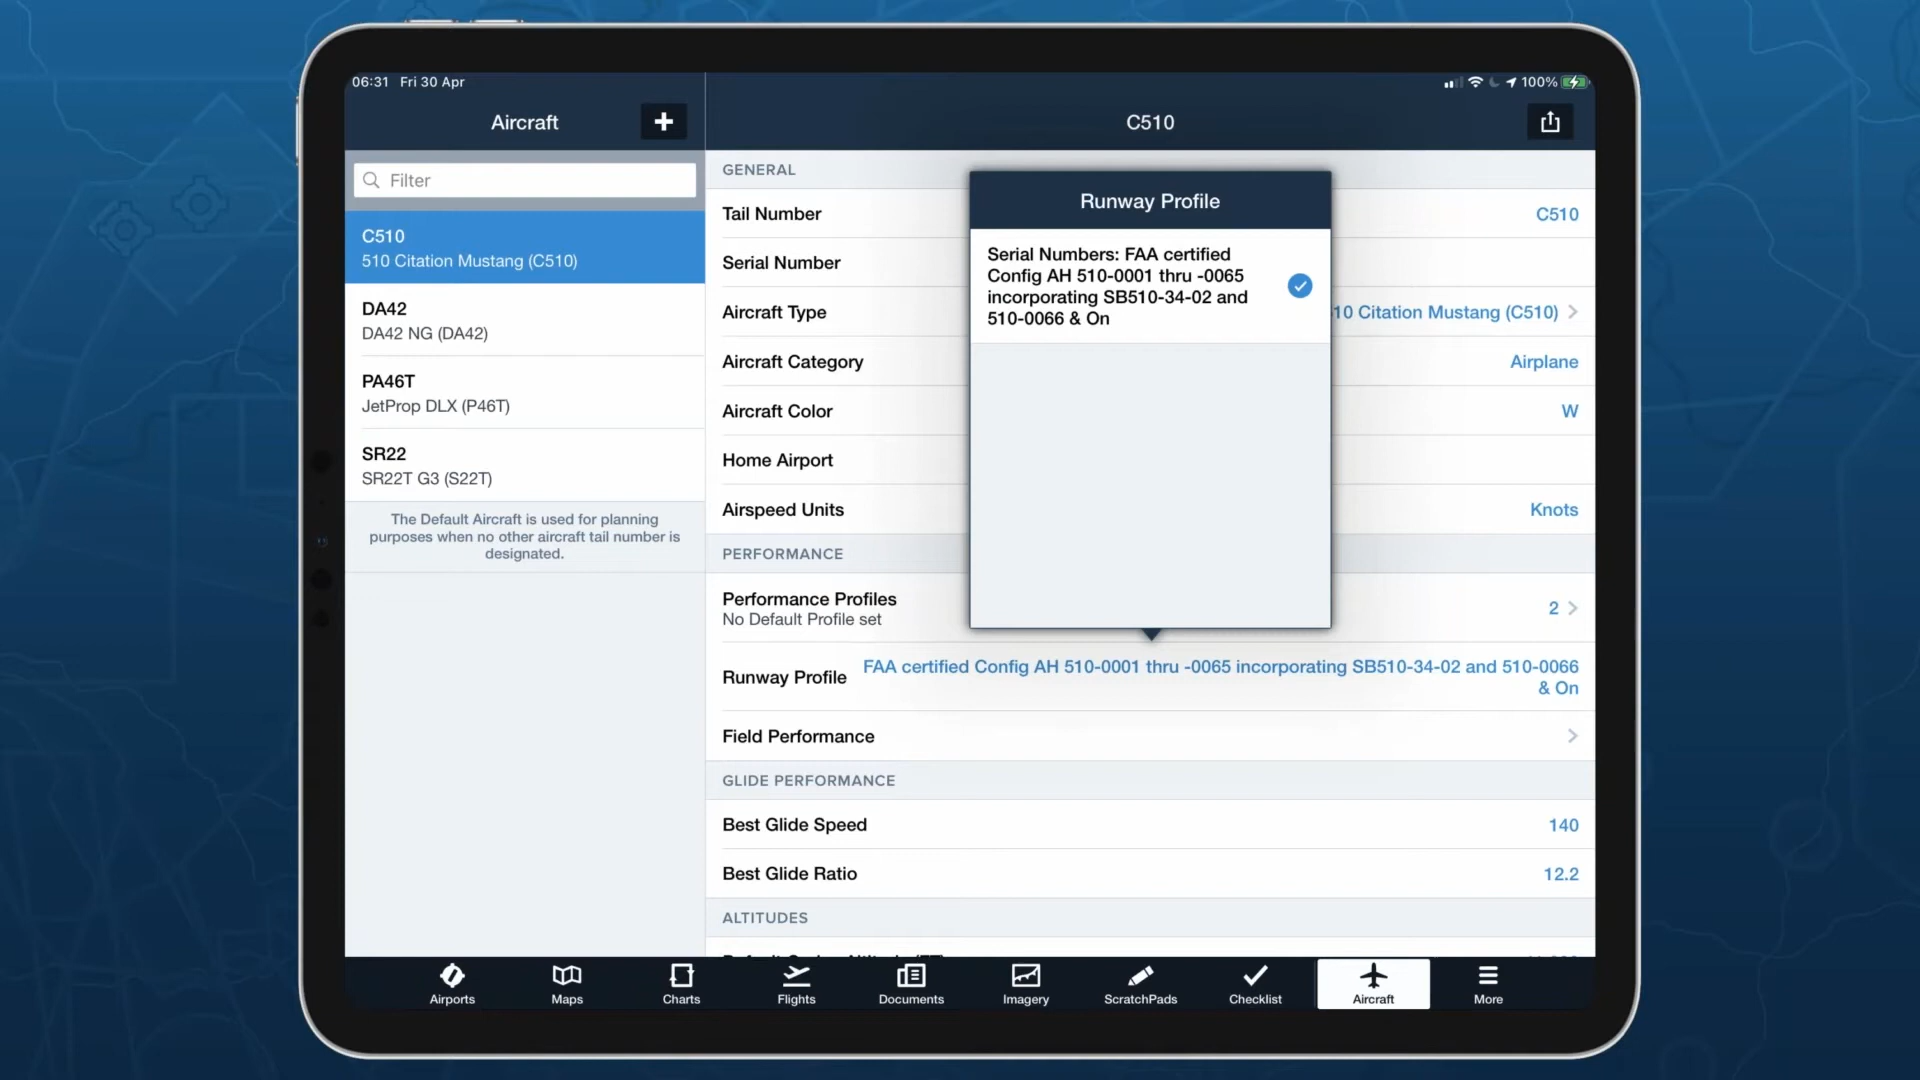 06:31 Fri 30 Apr
100%
Aircraft
C510
Filter
C510
510 Citation Mustang (C510)
DA42
DA42 NG (DA42)
PA46T
JetProp DLX (P46T)
SR22
SR22T G3 (S22T)
The Default Aircraft is used for planning
purposes when no other aircraft tail number is
designated.
GENERAL
Tail Number C510
Serial Number
Aircraft Type 10 Citation Mustang (C510)
Aircraft Category Airplane
Aircraft Color W
Home Airport
Airspeed Units Knots
Runway Profile
Serial Numbers: FAA certified
Config AH 510-0001 thru -0065
incorporating SB510-34-02 and
510-0066 & On
PERFORMANCE
Performance Profiles 2
No Default Profile set
Runway Profile FAA certified Config AH 510-0001 thru -0065 incorporating SB510-34-02 and 510-0066
& On
Field Performance
GLIDE PERFORMANCE
Best Glide Speed 140
Best Glide Ratio 12.2
ALTITUDES
Airports
Maps
Charts
Flights
Documents
Imagery
ScratchPads
Checklist
Aircraft
More